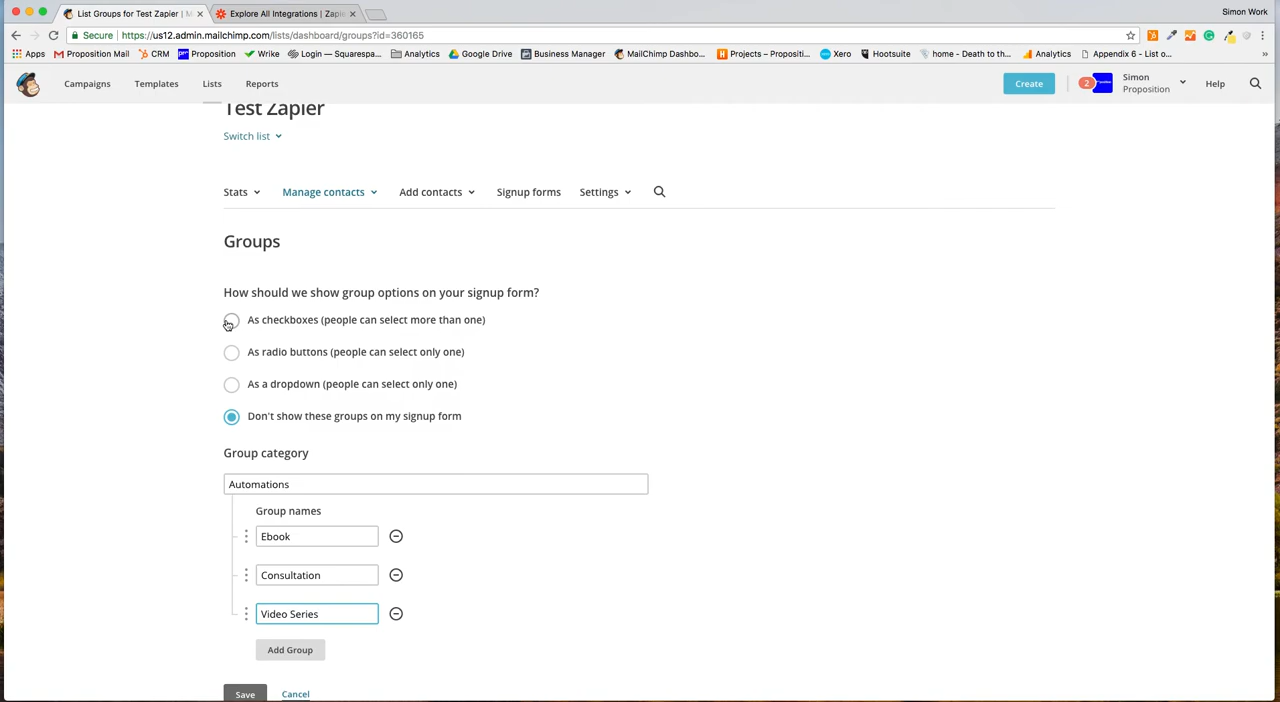 List Groups for Test Zapier | M
Explore All Integrations | Zapie
Simon Work
Secure
https://us12.admin.mailchimp.com/lists/dashboard/groups?id=360165
Apps
Proposition Mail
CRM
Proposition
Wrike
Login — Squarespa...
Analytics
Google Drive
Business Manager
MailChimp Dashbo...
Projects – Propositi...
Xero
Hootsuite
home - Death to th...
Analytics
Appendix 6 - List o...
»
Campaigns
Templates
Lists
Reports
Create
2
Simon
Proposition
Help
Test Zapier
Switch list
Stats
Manage contacts
Add contacts
Signup forms
Settings
Groups
How should we show group options on your signup form?
As checkboxes (people can select more than one)
As radio buttons (people can select only one)
As a dropdown (people can select only one)
Don't show these groups on my signup form
Group category
Automations
Group names
Ebook
Consultation
Video Series
Add Group
Save
Cancel